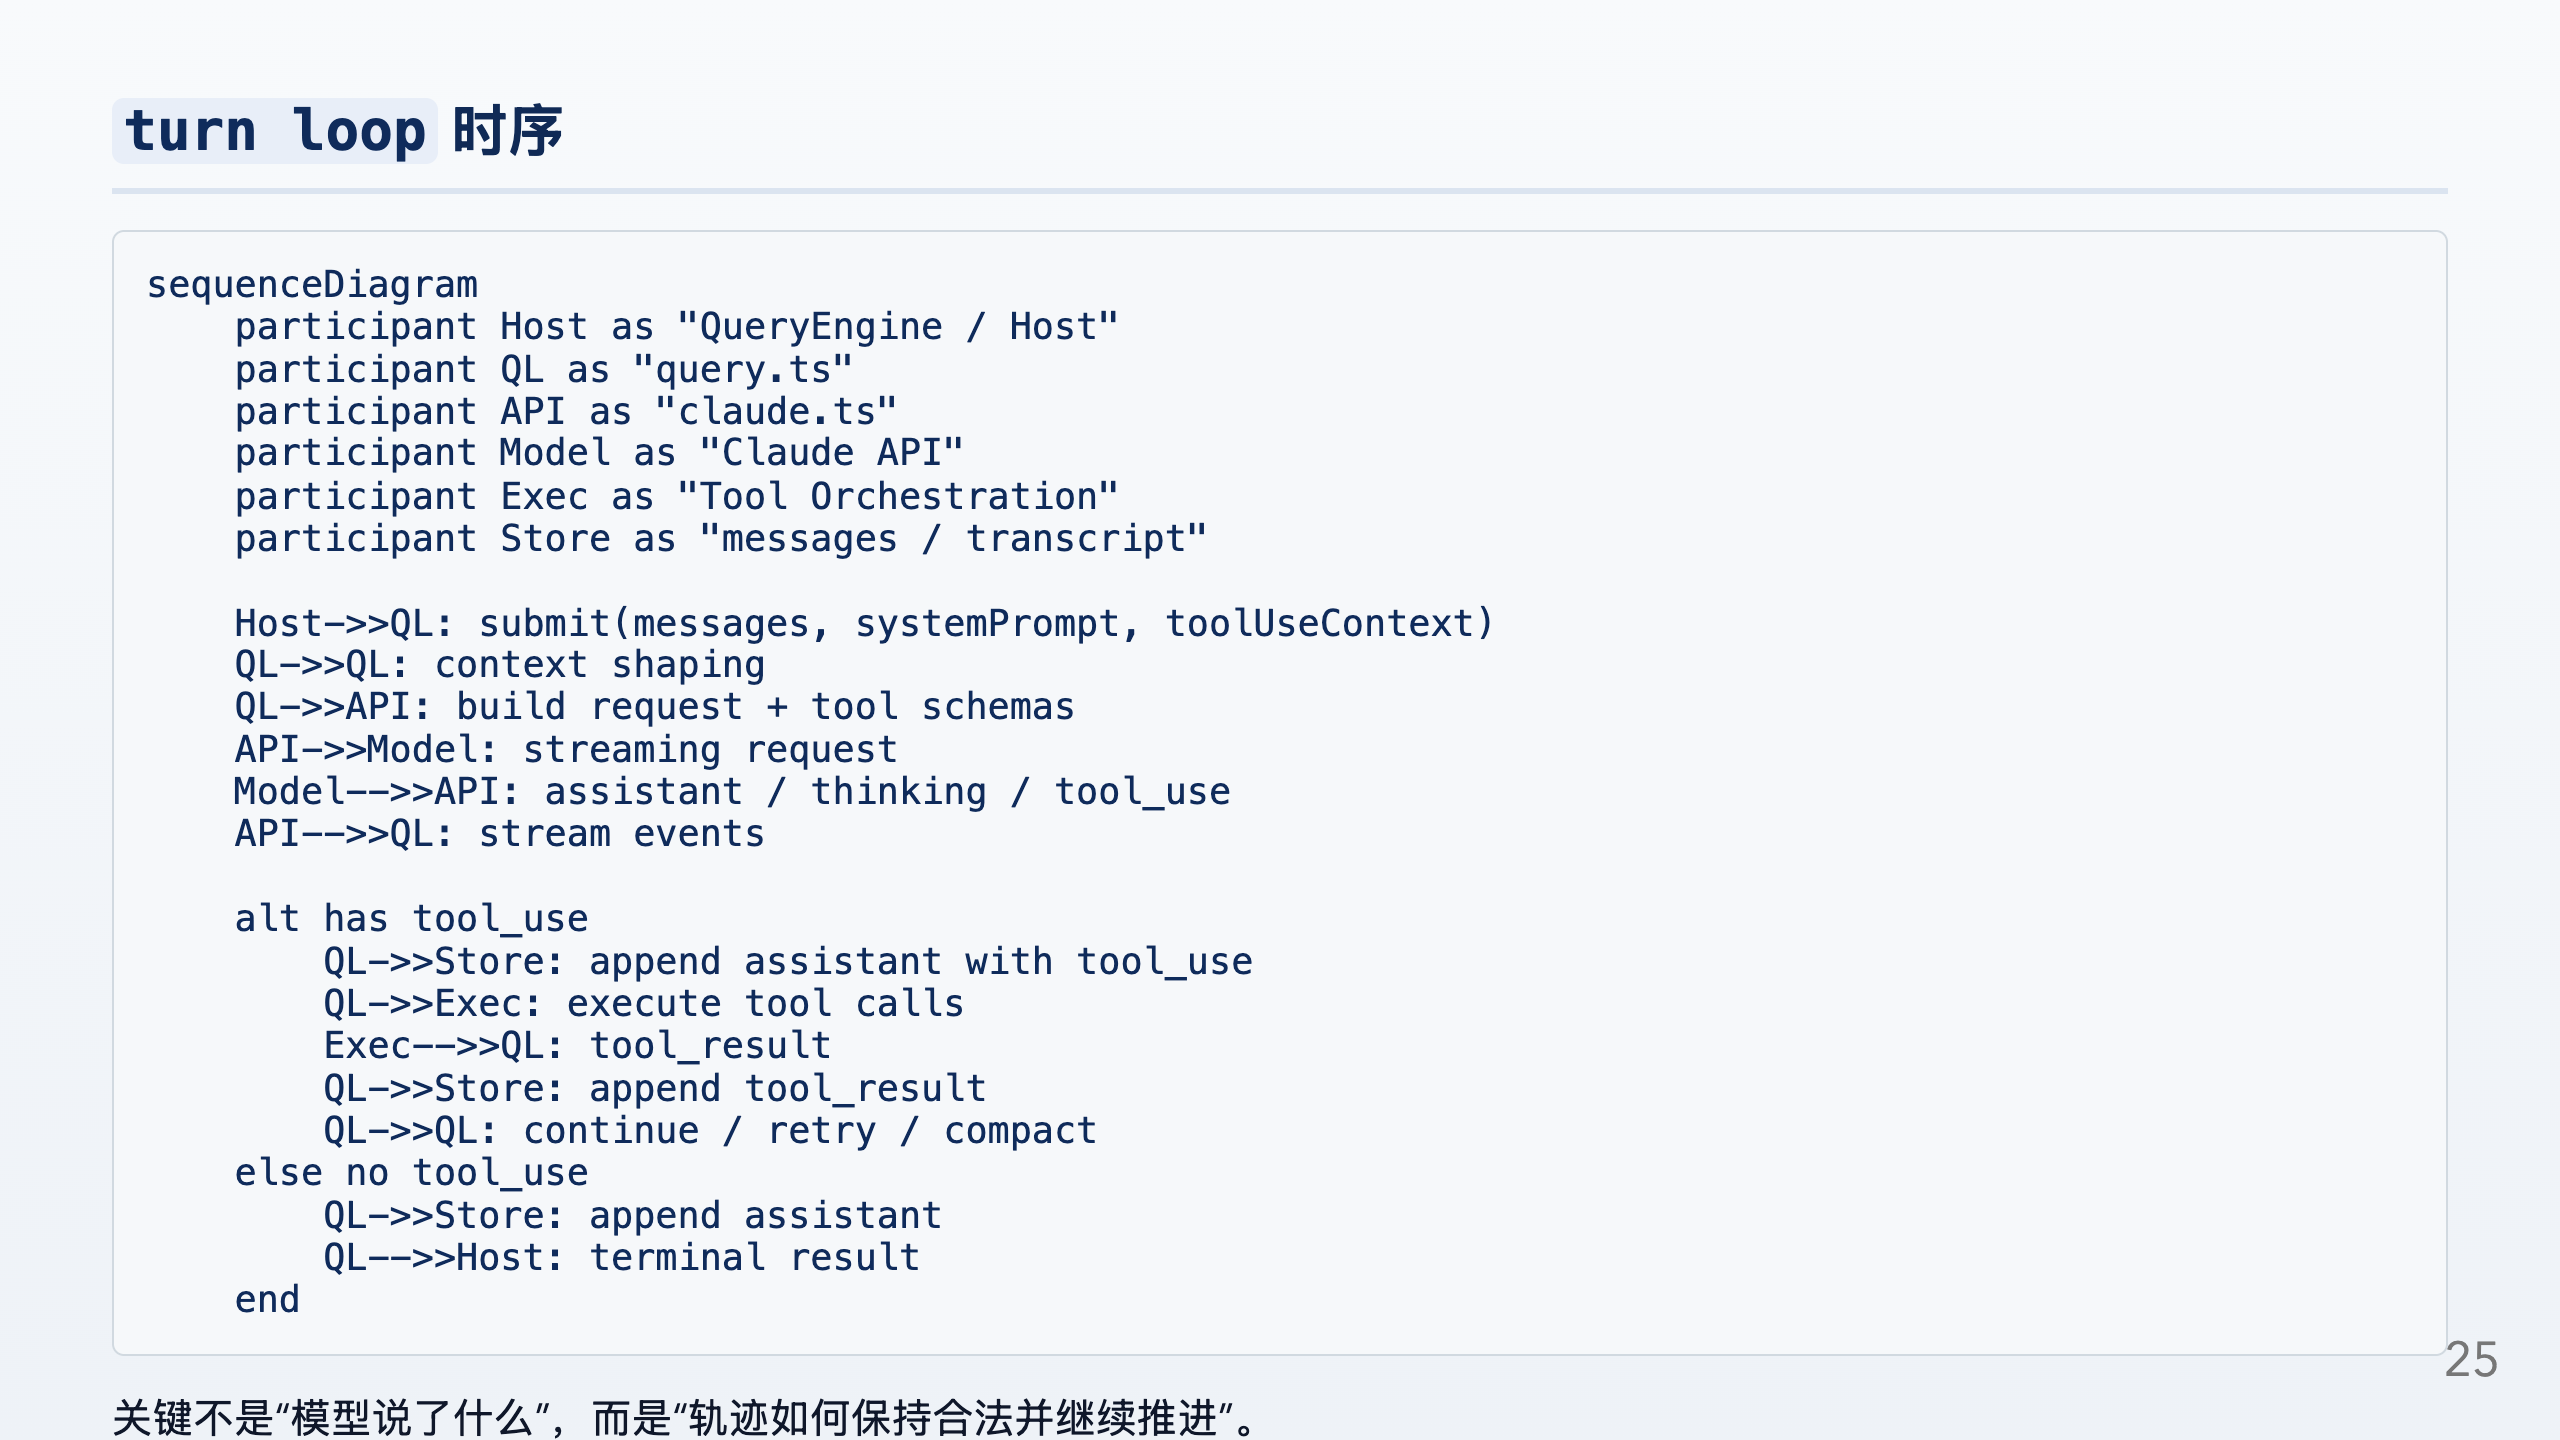 turn loop 时序
sequenceDiagram
    participant Host as "QueryEngine / Host"
    participant QL as "query.ts"
    participant API as "claude.ts"
    participant Model as "Claude API"
    participant Exec as "Tool Orchestration"
    participant Store as "messages / transcript"

    Host->>QL: submit(messages, systemPrompt, toolUseContext)
    QL->>QL: context shaping
    QL->>API: build request + tool schemas
    API->>Model: streaming request
    Model-->>API: assistant / thinking / tool_use
    API-->>QL: stream events

    alt has tool_use
        QL->>Store: append assistant with tool_use
        QL->>Exec: execute tool calls
        Exec-->>QL: tool_result
        QL->>Store: append tool_result
        QL->>QL: continue / retry / compact
    else no tool_use
        QL->>Store: append assistant
        QL-->>Host: terminal result
    end
25
关键不是“模型说了什么”，而是“轨迹如何保持合法并继续推进”。